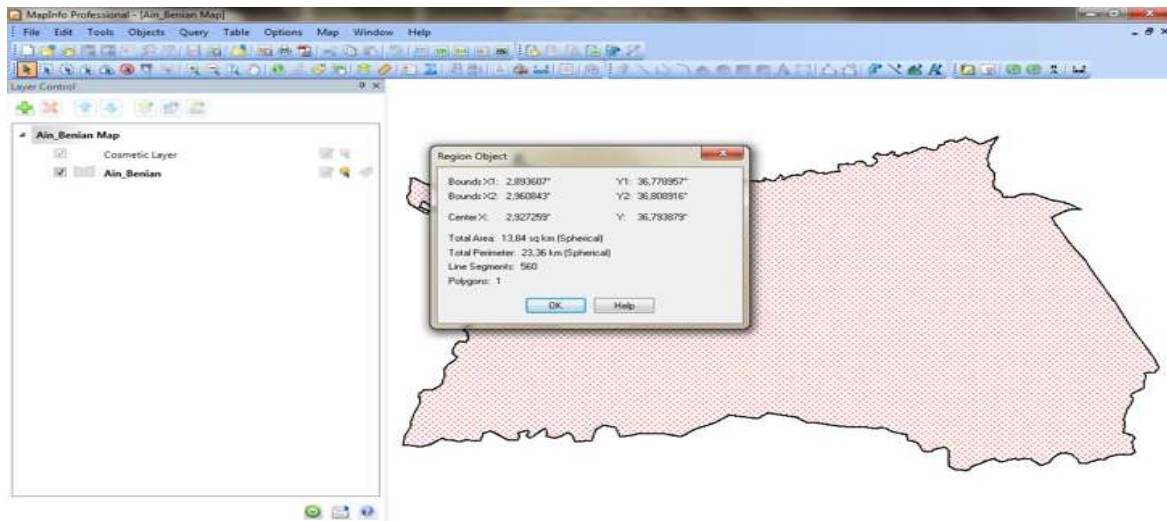 MapInfo Professional - [Ain_Benian Map]
File Edit Tools Objects Query Table Options Map Window Help
Layer Control
Ain_Benian Map
Cosmetic Layer
Ain_Benian
Region Object
Bounds X1: 2,893607° Y1: 36,778957°
Bounds X2: 2,960843° Y2: 36,808916°
Center X: 2,927259° Y: 36,793879°
Total Area: 13,84 sq km (Spherical)
Total Perimeter: 23,36 km (Spherical)
Line Segments: 560
Polygons: 1
OK Help